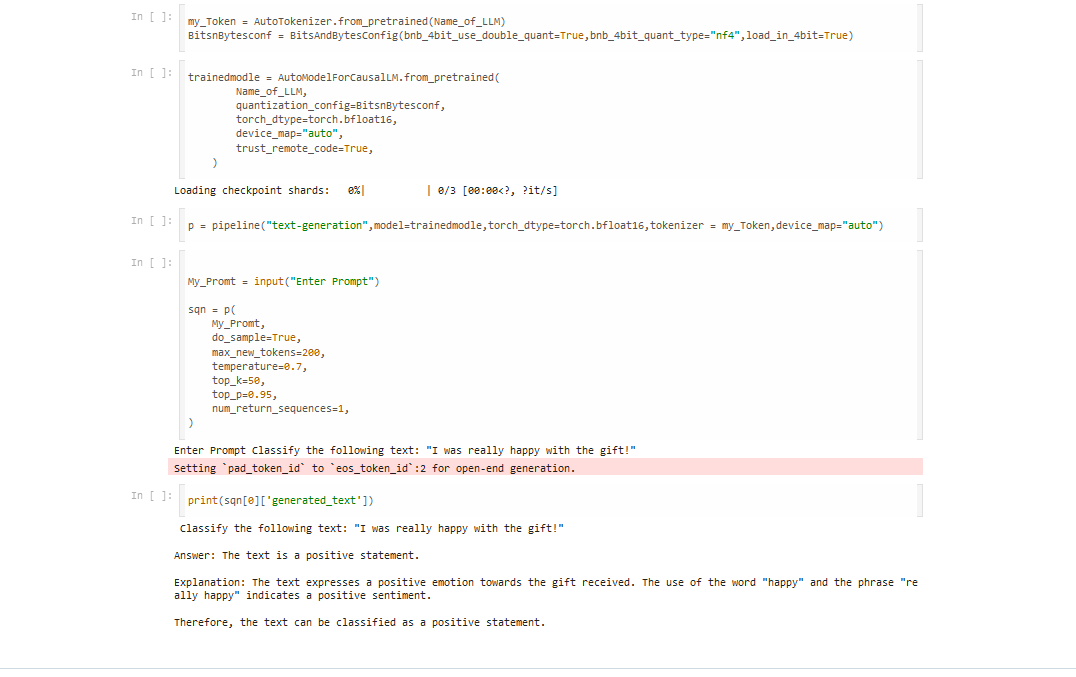 In [ ]:
my_Token = AutoTokenizer.from_pretrained(Name_of_LLM)
BitsnBytesconf = BitsAndBytesConfig(bnb_4bit_use_double_quant=True,bnb_4bit_quant_type="nf4",load_in_4bit=True)
In [ ]:
trainedmodle = AutoModelForCausalLM.from_pretrained(
Name_of_LLM,
quantization_config=BitsnBytesconf,
torch_dtype=torch.bfloat16,
device_map="auto",
trust_remote_code=True,
)
Loading checkpoint shards:   0%|          | 0/3 [00:00<?, ?it/s]
In [ ]:
p = pipeline("text-generation",model=trainedmodle,torch_dtype=torch.bfloat16,tokenizer = my_Token,device_map="auto")
In [ ]:
My_Promt = input("Enter Prompt")
sqn = p(
My_Promt,
do_sample=True,
max_new_tokens=200,
temperature=0.7,
top_k=50,
top_p=0.95,
num_return_sequences=1,
)
Enter Prompt Classify the following text: "I was really happy with the gift!"
Setting `pad_token_id` to `eos_token_id`:2 for open-end generation.
In [ ]:
print(sqn[0]['generated_text'])
Classify the following text: "I was really happy with the gift!"
Answer: The text is a positive statement.
Explanation: The text expresses a positive emotion towards the gift received. The use of the word "happy" and the phrase "re
ally happy" indicates a positive sentiment.
Therefore, the text can be classified as a positive statement.